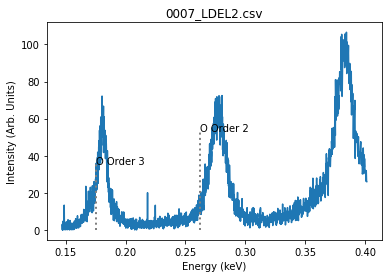 0007_LDEL2.csv
Intensity (Arb. Units)
100
80
60
40
20
0
O Order 2
O Order 3
0.15
0.20
0.25
0.30
0.35
0.40
Energy (keV)